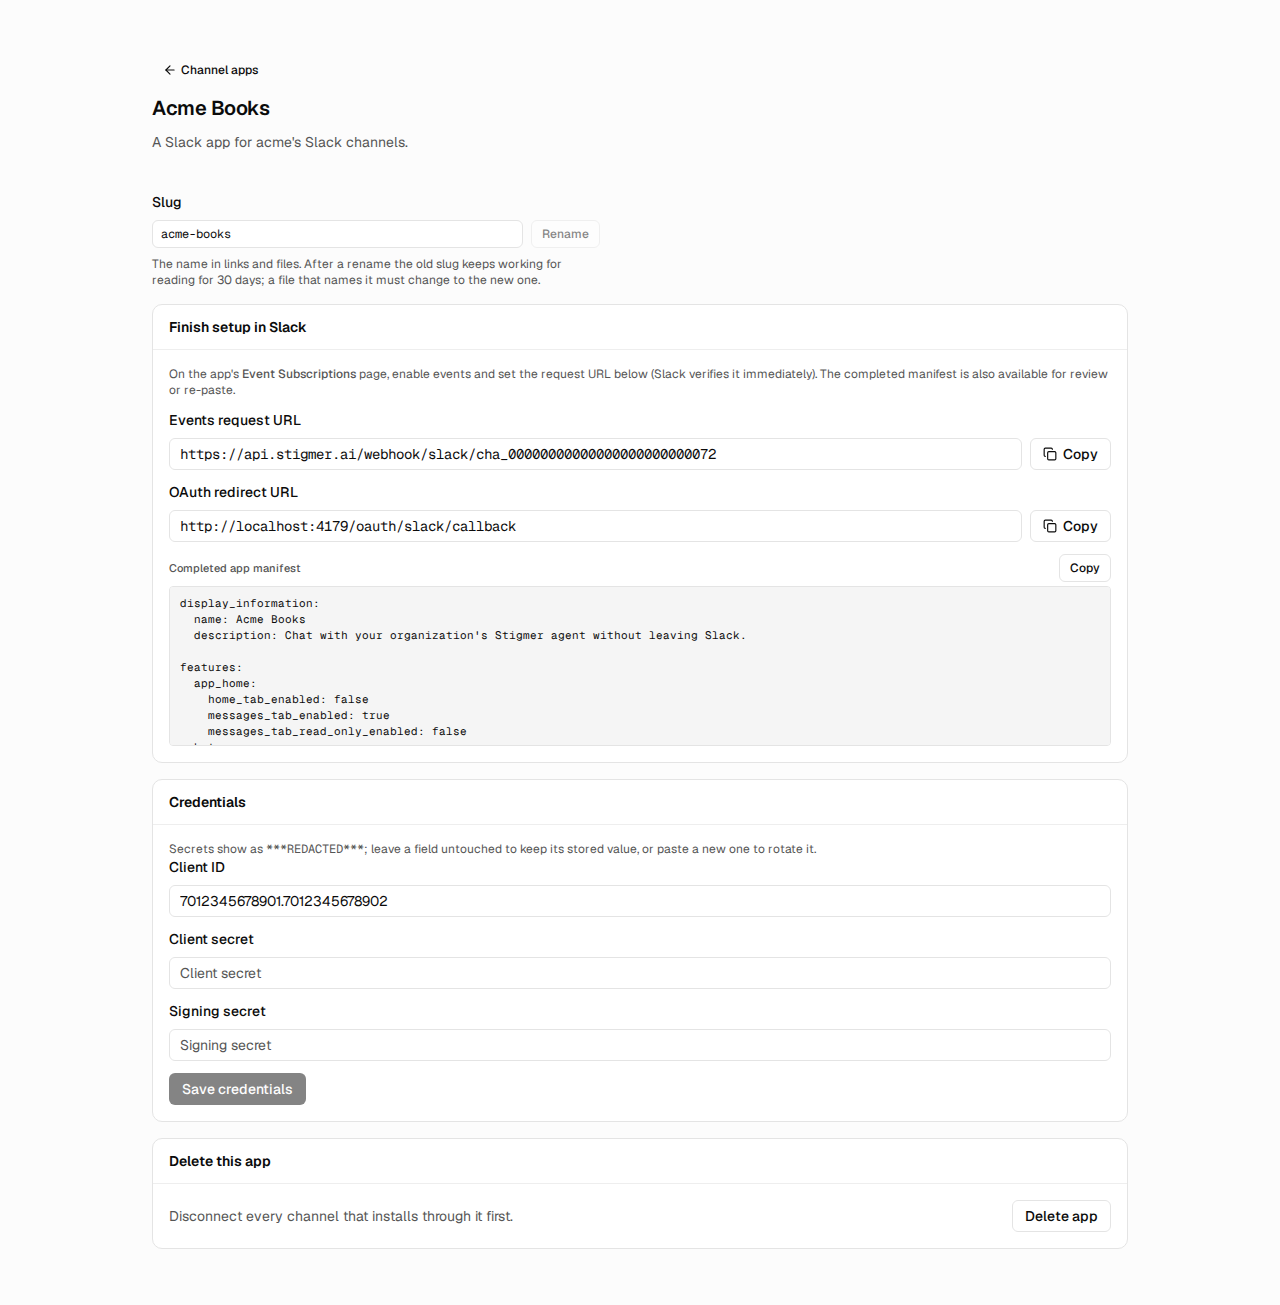 Channel apps
Acme Books
A Slack app for acme's Slack channels.
Slug
acme-books
Rename
The name in links and files. After a rename the old slug keeps working for
reading for 30 days; a file that names it must change to the new one.
Finish setup in Slack
On the app's Event Subscriptions page, enable events and set the request URL below (Slack verifies it immediately). The completed manifest is also available for review
or re-paste.
Events request URL
https://api.stigmer.ai/webhook/slack/cha_00000000000000000000000072
Copy
OAuth redirect URL
http://localhost:4179/oauth/slack/callback
Copy
Completed app manifest
Copy
display_information:
  name: Acme Books
  description: Chat with your organization's Stigmer agent without leaving Slack.
features:
  app_home:
    home_tab_enabled: false
    messages_tab_enabled: true
    messages_tab_read_only_enabled: false
Credentials
Secrets show as ***REDACTED***; leave a field untouched to keep its stored value, or paste a new one to rotate it.
Client ID
7012345678901.7012345678902
Client secret
Client secret
Signing secret
Signing secret
Save credentials
Delete this app
Disconnect every channel that installs through it first.
Delete app